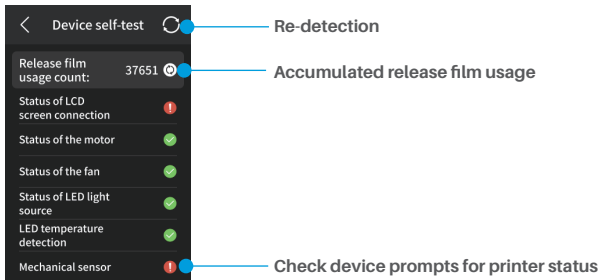 Device self-test
Re-detection
Release film
usage count:
37651
Accumulated release film usage
Status of LCD
screen connection
Status of the motor
Status of the fan
Status of LED light
source
LED temperature
detection
Mechanical sensor
Check device prompts for printer status